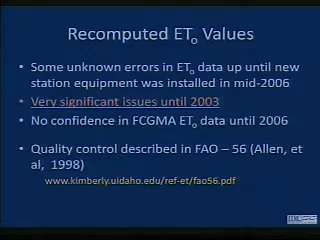 Recomputed ETo Values
• Some unknown errors in ETo data up until new
station equipment was installed in mid-2006
• Very significant issues until 2003
• No confidence in FCGMA ETo data until 2006
• Quality control described in FAO – 56 (Allen, et
al, 1998)
www.kimberly.uidaho.edu/ref-et/fao56.pdf